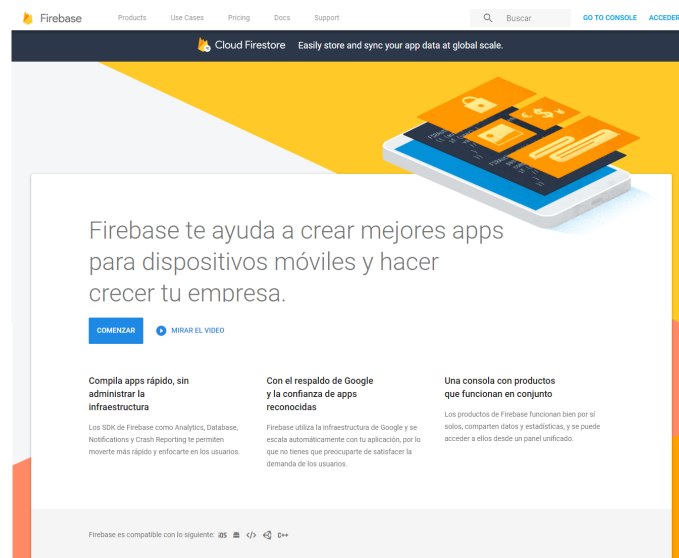 Firebase
Products
Use Cases
Pricing
Docs
Support
Buscar
GO TO CONSOLE
ACCEDER
Cloud Firestore
Easily store and sync your app data at global scale.
Firebase te ayuda a crear mejores apps
para dispositivos móviles y hacer
crecer tu empresa.
COMENZAR
MIRAR EL VIDEO
Compila apps rápido, sin
administrar la
infraestructura
Los SDK de Firebase como Analytics, Database,
Notifications y Crash Reporting te permiten
moverte más rápido y enfocarte en los usuarios.
Con el respaldo de Google
y la confianza de apps
reconocidas
Firebase utiliza la infraestructura de Google y se
escala automáticamente con tu aplicación, por lo
que no tienes que preocuparte de satisfacer la
demanda de los usuarios.
Una consola con productos
que funcionan en conjunto
Los productos de Firebase funcionan bien por sí
solos, comparten datos y estadísticas, y se puede
acceder a ellos desde un panel unificado.
Firebase es compatible con lo siguiente: iOS </> C++